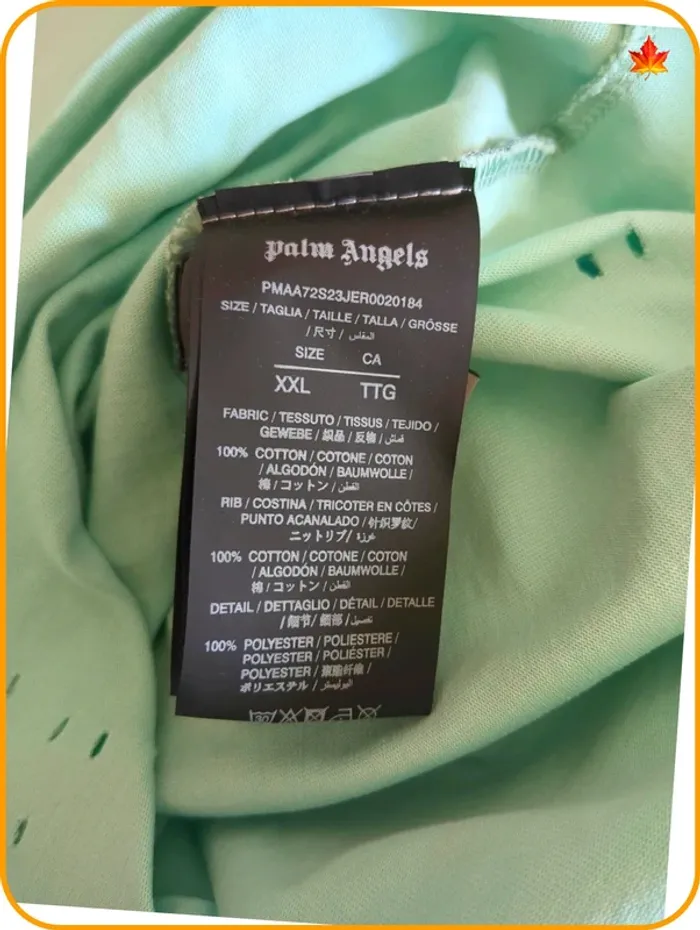 Palm Angels
PMAA72S23JER0020184
SIZE / TAGLIA / TAILLE / TALLA / GRÖSSE
/ 尺寸 / المقاس
SIZE CA
XXL TTG
FABRIC / TESSUTO / TISSUS / TEJIDO /
GEWEBE / 织品 / 反物 / قماش
100% COTTON / COTONE / COTON
/ ALGODÓN / BAUMWOLLE /
棉 / コットン / القطن
RIB / COSTINA / TRICOTER EN CÔTES /
PUNTO ACANALADO / 针织罗纹 /
ニットリブ /
100% COTTON / COTONE / COTON
/ ALGODÓN / BAUMWOLLE /
棉 / コットン / القطن
DETAIL / DETTAGLIO / DÉTAIL / DETALLE
/ 细节 / 細部 / تفصيل
100% POLYESTER / POLIESTERE /
POLYESTER / POLIÉSTER /
POLYESTER / 聚酯纤维 /
ポリエステル / البوليستر
30